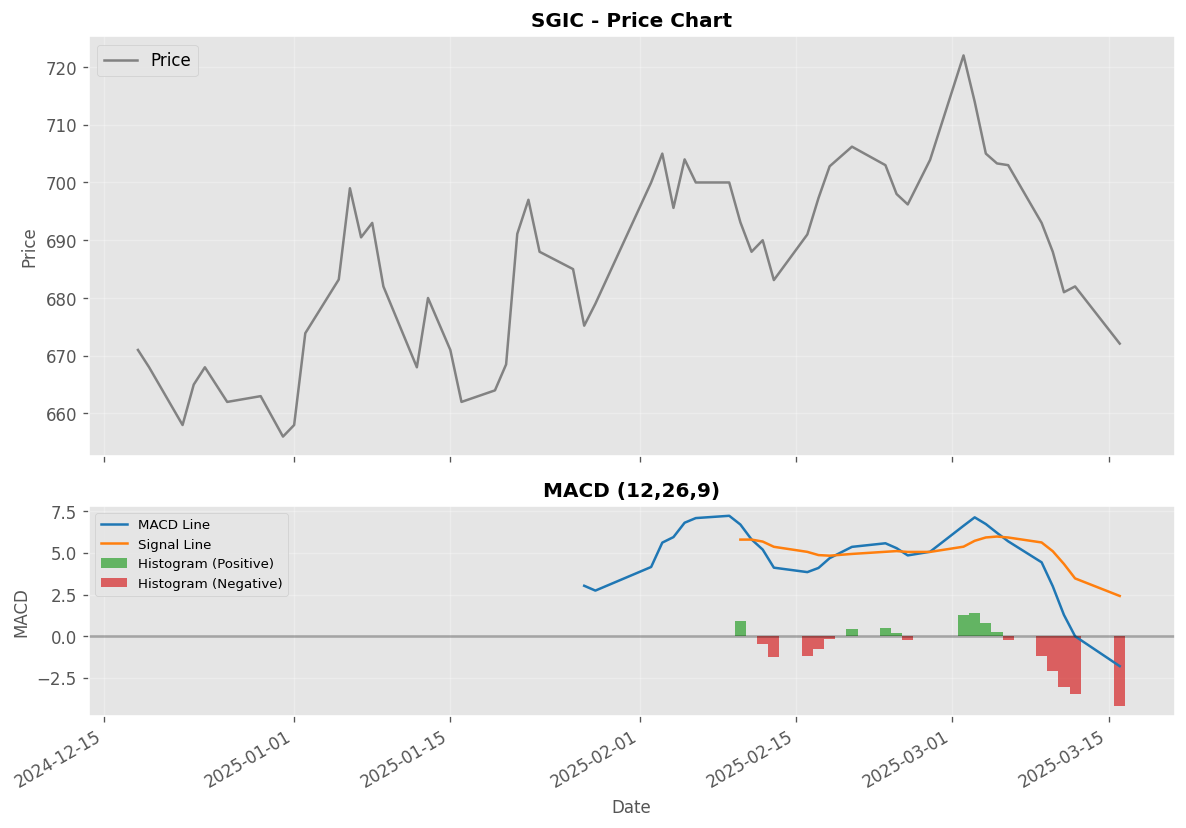 SGIC - Price Chart
Price
720
710
700
690
680
670
660
Price
MACD (12,26,9)
MACD Line
Signal Line
Histogram (Positive)
Histogram (Negative)
7.5
5.0
2.5
0.0
−2.5
MACD
2024-12-15
2025-01-01
2025-01-15
2025-02-01
2025-02-15
2025-03-01
2025-03-15
Date